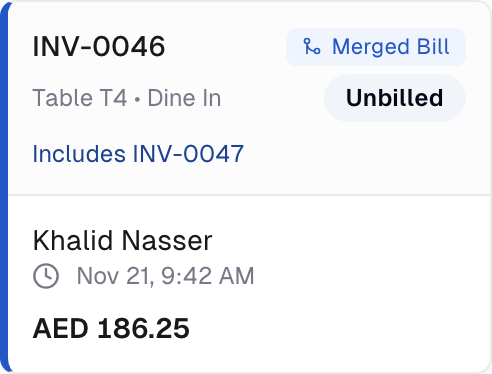 INV-0046
Merged Bill
Table T4 • Dine In
Unbilled
Includes INV-0047
Khalid Nasser
Nov 21, 9:42 AM
AED 186.25